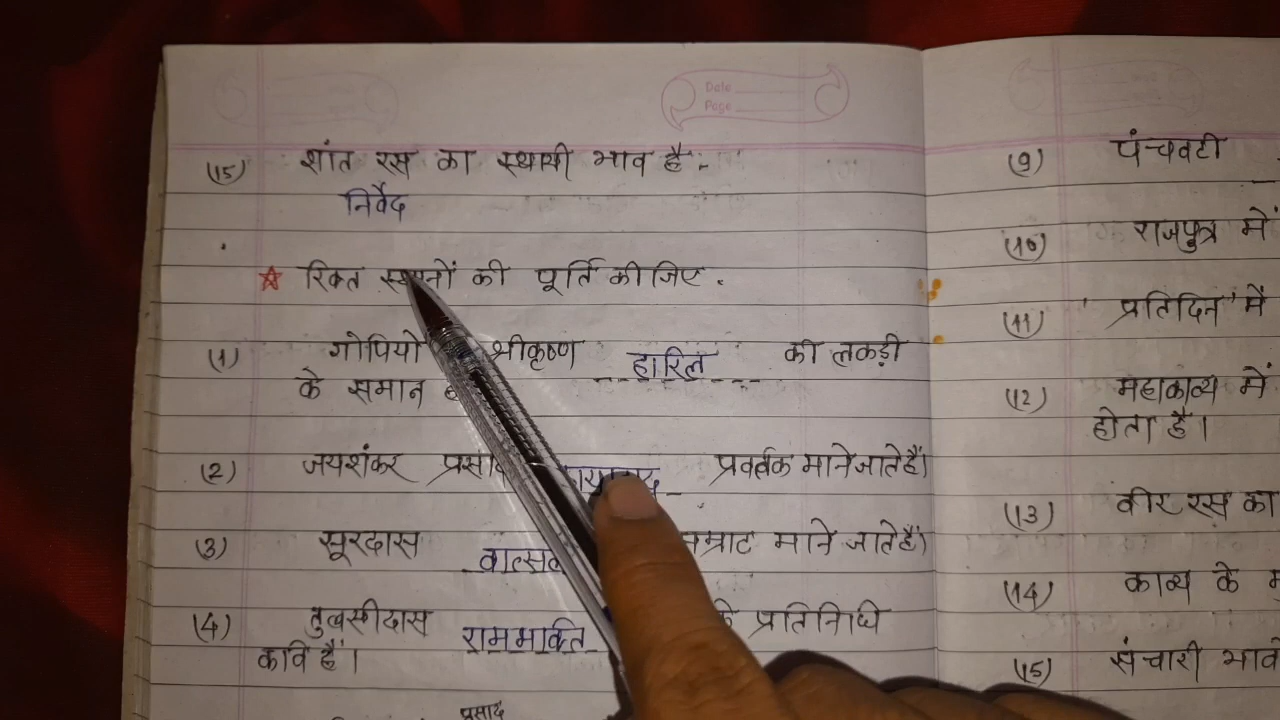 Date
Page
(15) शांत रस का स्थायी भाव है -
निर्वेद
☆ रिक्त की पूर्ति कीजिए .
(1) गोपियों श्रीकृष्ण हारिल की लकड़ी
के समान
(2) जयशंकर प्रवर्तक माने जाते हैं।
(3) सूरदास माने जाते हैं।
(4) तुलसीदास रामभक्ति प्रतिनिधि
कवि हैं।
प्रसाद
(9) पंचवटी
(10) राजपुत्र में
(11) 'प्रतिदिन' में
(12) महाकाव्य में
होता है।
(13) वीर रस का
(14) काव्य के
(15) संचारी